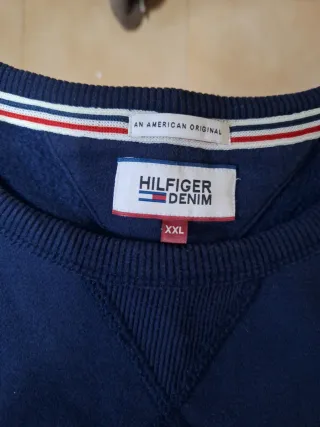 AN AMERICAN ORIGINAL
HILFIGER
DENIM
XXL